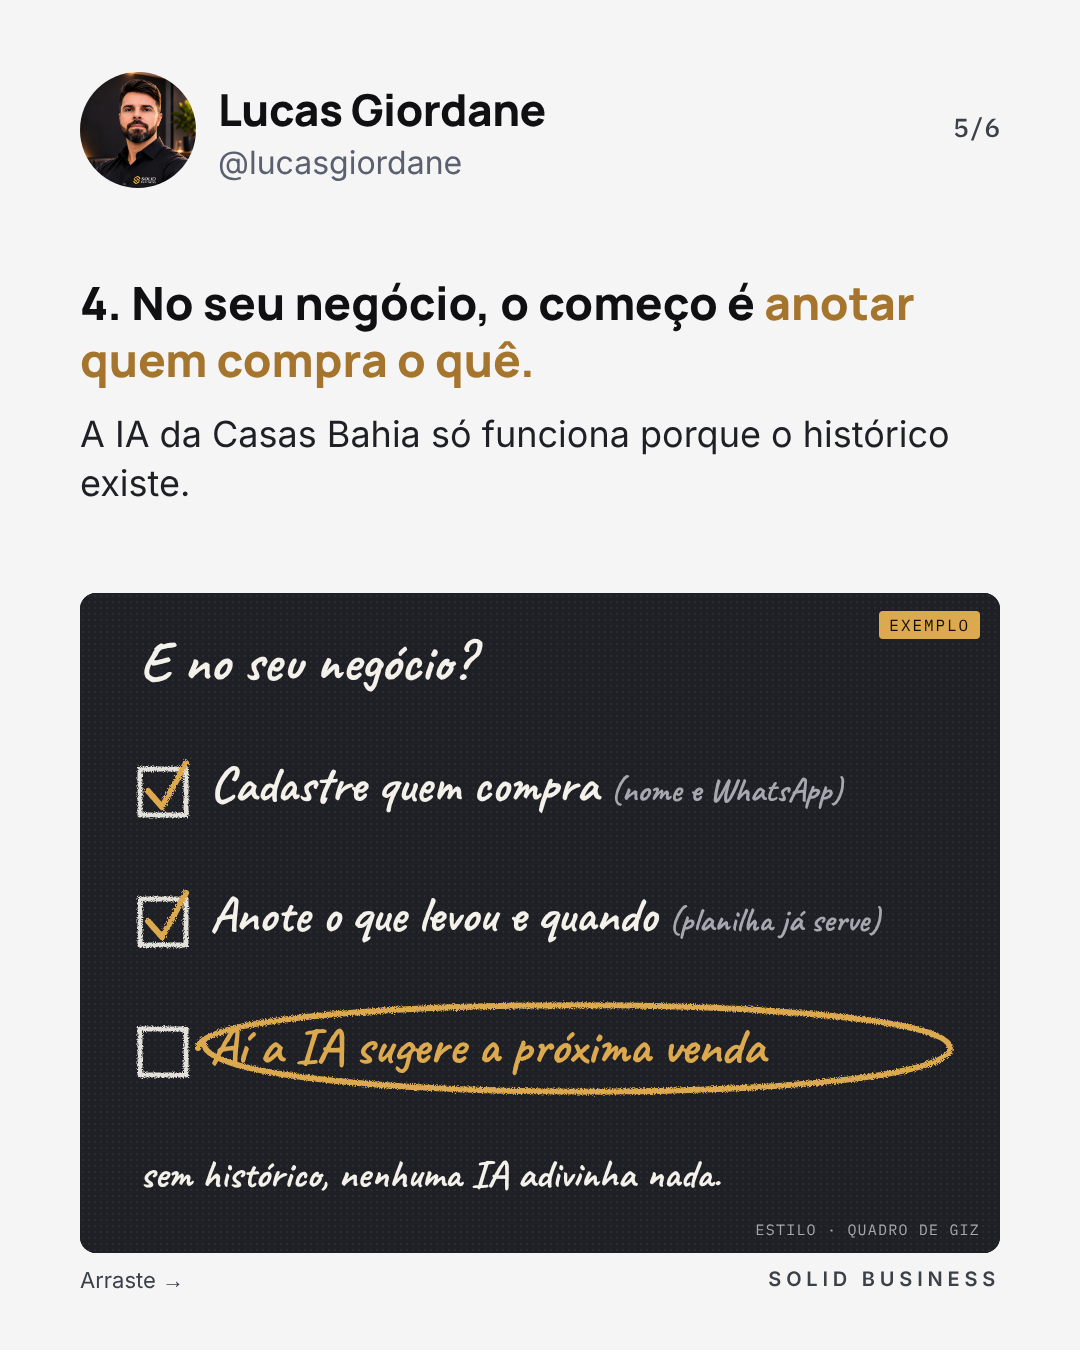 Lucas Giordane
@lucasgiordane
5/6
4. No seu negócio, o começo é anotar
quem compra o quê.
A IA da Casas Bahia só funciona porque o histórico
existe.
EXEMPLO
E no seu negócio?
Cadastre quem compra (nome e WhatsApp)
Anote o que levou e quando (planilha já serve)
Aí a IA sugere a próxima venda
sem histórico, nenhuma IA adivinha nada.
ESTILO · QUADRO DE GIZ
Arraste →
SOLID BUSINESS